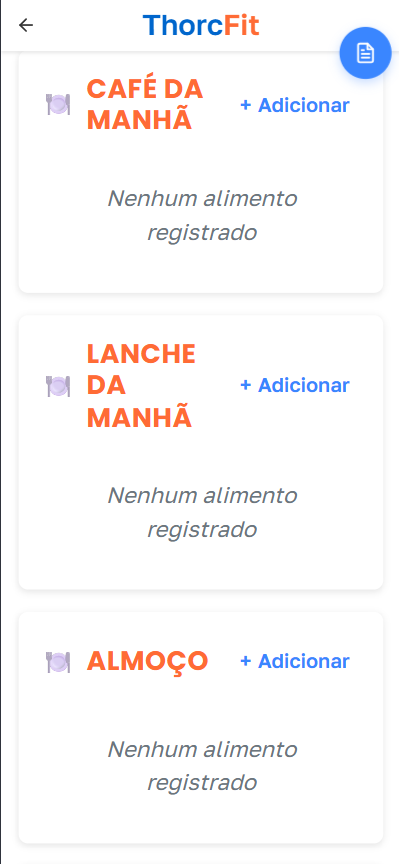 ThorcFit
CAFÉ DA
MANHÃ
+ Adicionar
Nenhum alimento
registrado
LANCHE
DA
MANHÃ
+ Adicionar
Nenhum alimento
registrado
ALMOÇO
+ Adicionar
Nenhum alimento
registrado